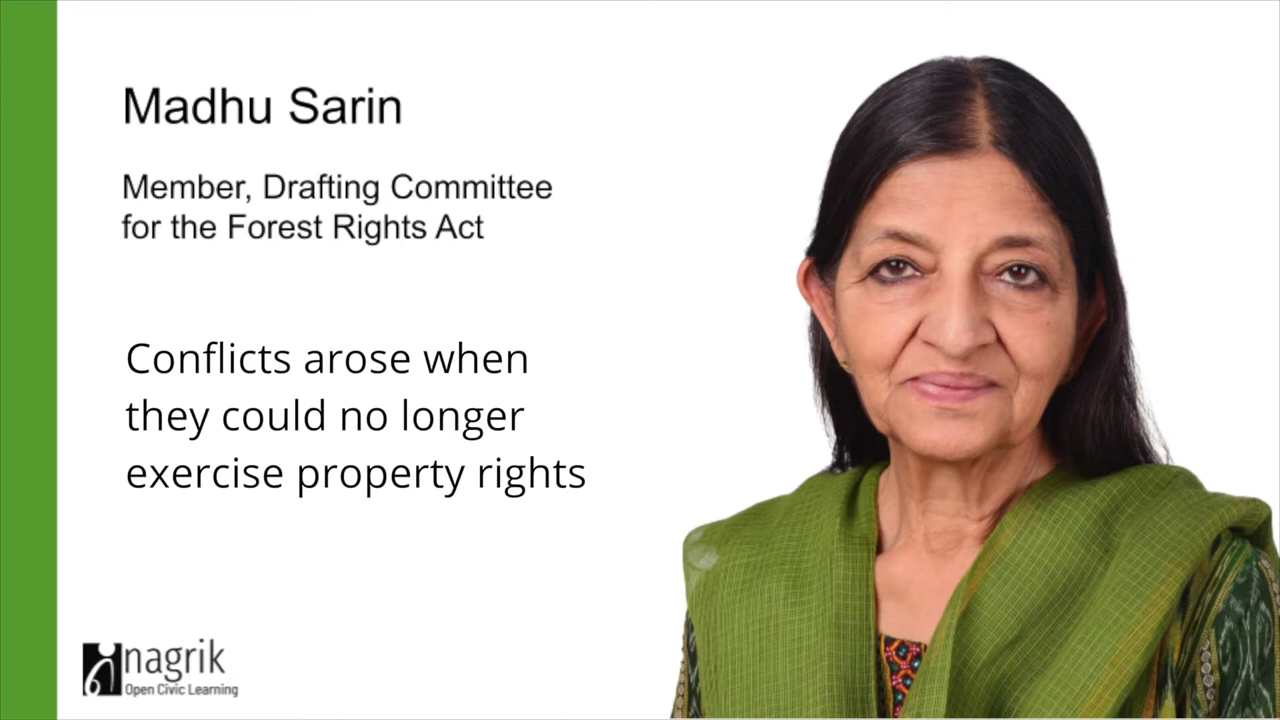 Madhu Sarin
Member, Drafting Committee
for the Forest Rights Act
Conflicts arose when
they could no longer
exercise property rights
nagrik
Open Civic Learning